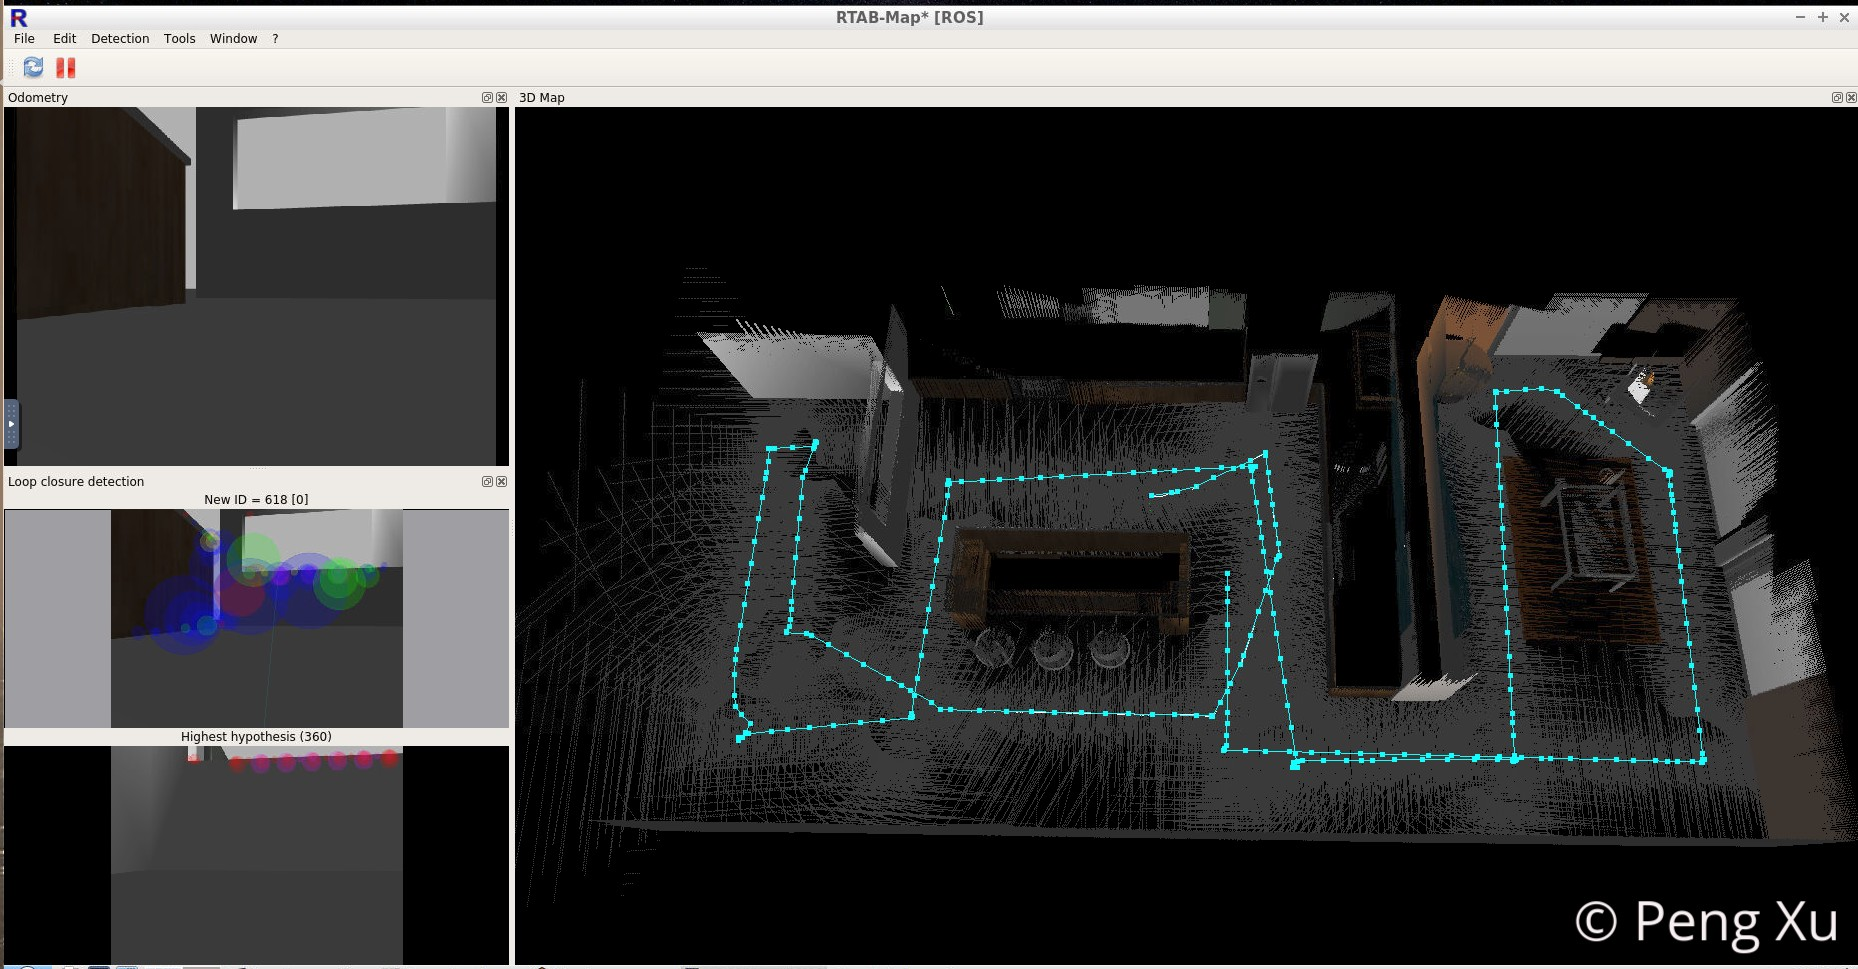 RTAB-Map* [ROS]
File Edit Detection Tools Window ?
Odometry
3D Map
Loop closure detection
New ID = 618 [0]
Highest hypothesis (360)
© Peng Xu